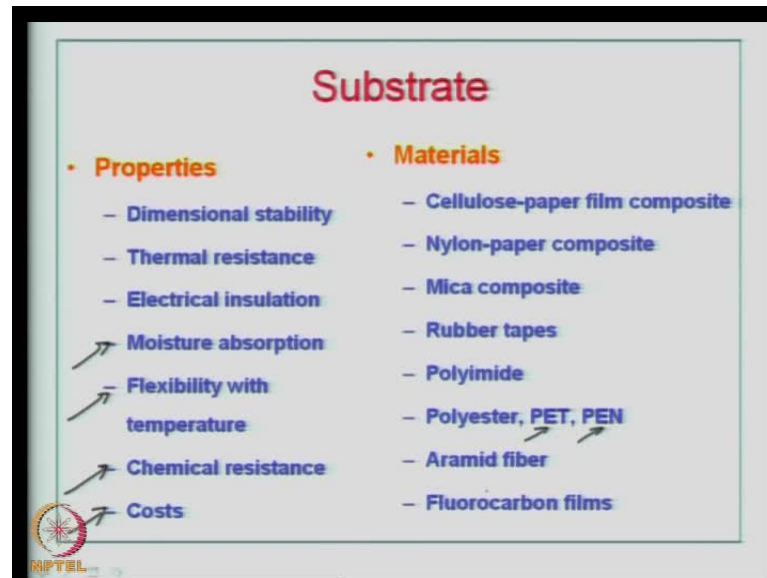 Substrate
• Properties
– Dimensional stability
– Thermal resistance
– Electrical insulation
– Moisture absorption
– Flexibility with
temperature
– Chemical resistance
– Costs
• Materials
– Cellulose-paper film composite
– Nylon-paper composite
– Mica composite
– Rubber tapes
– Polyimide
– Polyester, PET, PEN
– Aramid fiber
– Fluorocarbon films
NPTEL